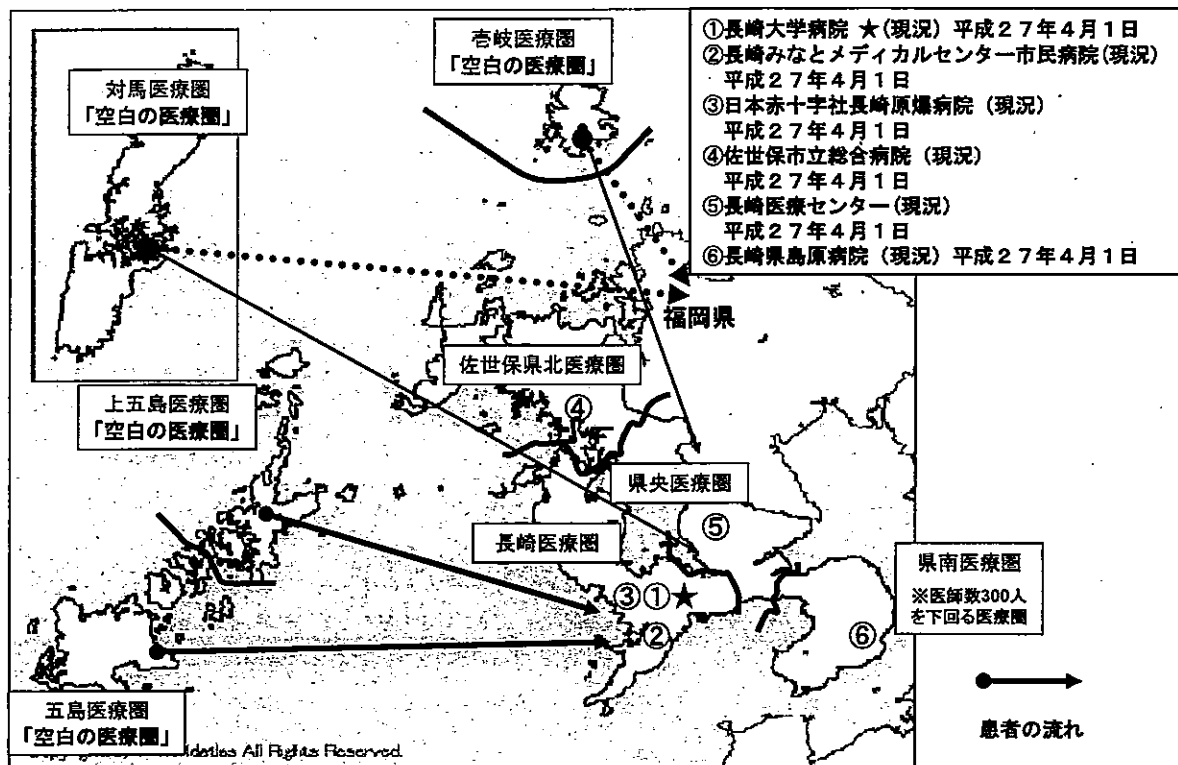 ①長崎大学病院 ★(現況) 平成２７年４月１日
②長崎みなとメディカルセンター市民病院(現況)
平成２７年４月１日
③日本赤十字社長崎原爆病院 (現況)
平成２７年４月１日
④佐世保市立総合病院 (現況)
平成２７年４月１日
⑤長崎医療センター(現況)
平成２７年４月１日
⑥長崎県島原病院 (現況) 平成２７年４月１日
壱岐医療圏
「空白の医療圏」
対馬医療圏
「空白の医療圏」
福岡県
佐世保県北医療圏
④
上五島医療圏
「空白の医療圏」
県央医療圏
⑤
長崎医療圏
③①★
②
県南医療圏
※医師数300人
を下回る医療圏
⑥
五島医療圏
「空白の医療圏」
患者の流れ
All Rights Reserved.